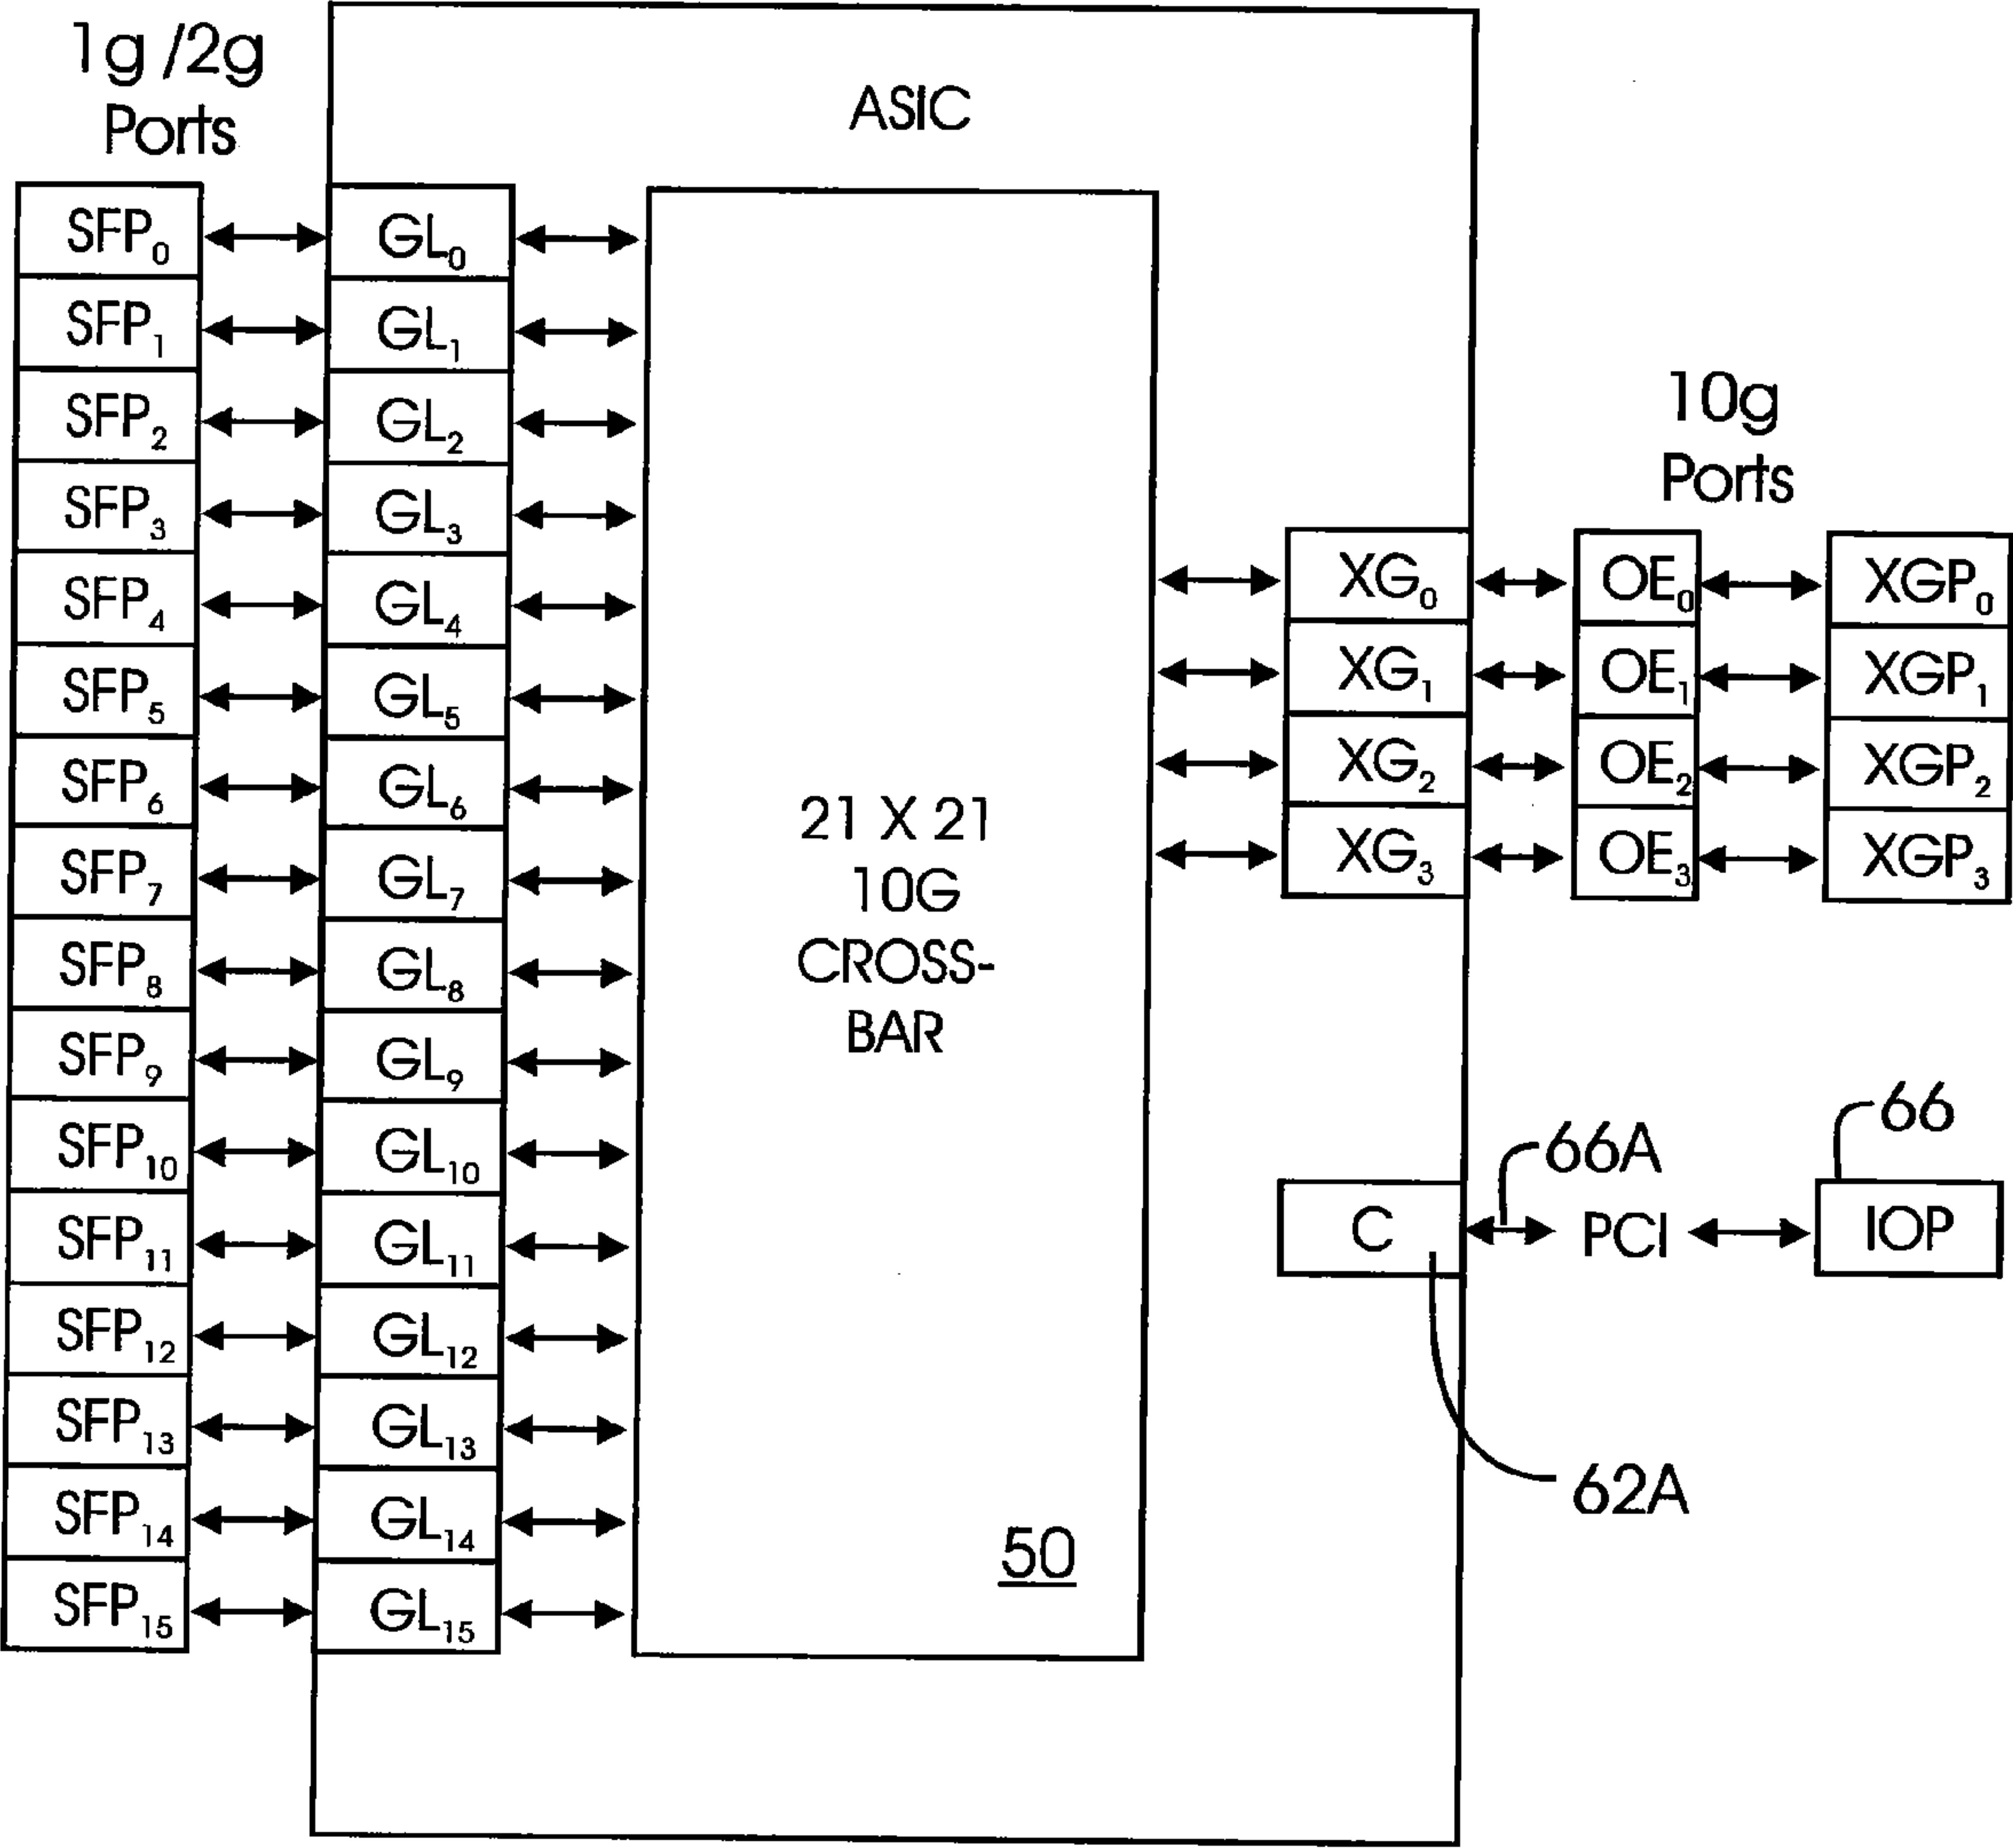 1g /2g
Ports
ASIC
SFP0 GL0
SFP1 GL1
SFP2 GL2
SFP3 GL3
SFP4 GL4
SFP5 GL5
SFP6 GL6
SFP7 GL7
SFP8 GL8
SFP9 GL9
SFP10 GL10
SFP11 GL11
SFP12 GL12
SFP13 GL13
SFP14 GL14
SFP15 GL15
21 X 21
10G
CROSS-
BAR
50
10g
Ports
XG0 OE0 XGP0
XG1 OE1 XGP1
XG2 OE2 XGP2
XG3 OE3 XGP3
66
66A
C PCI IOP
62A